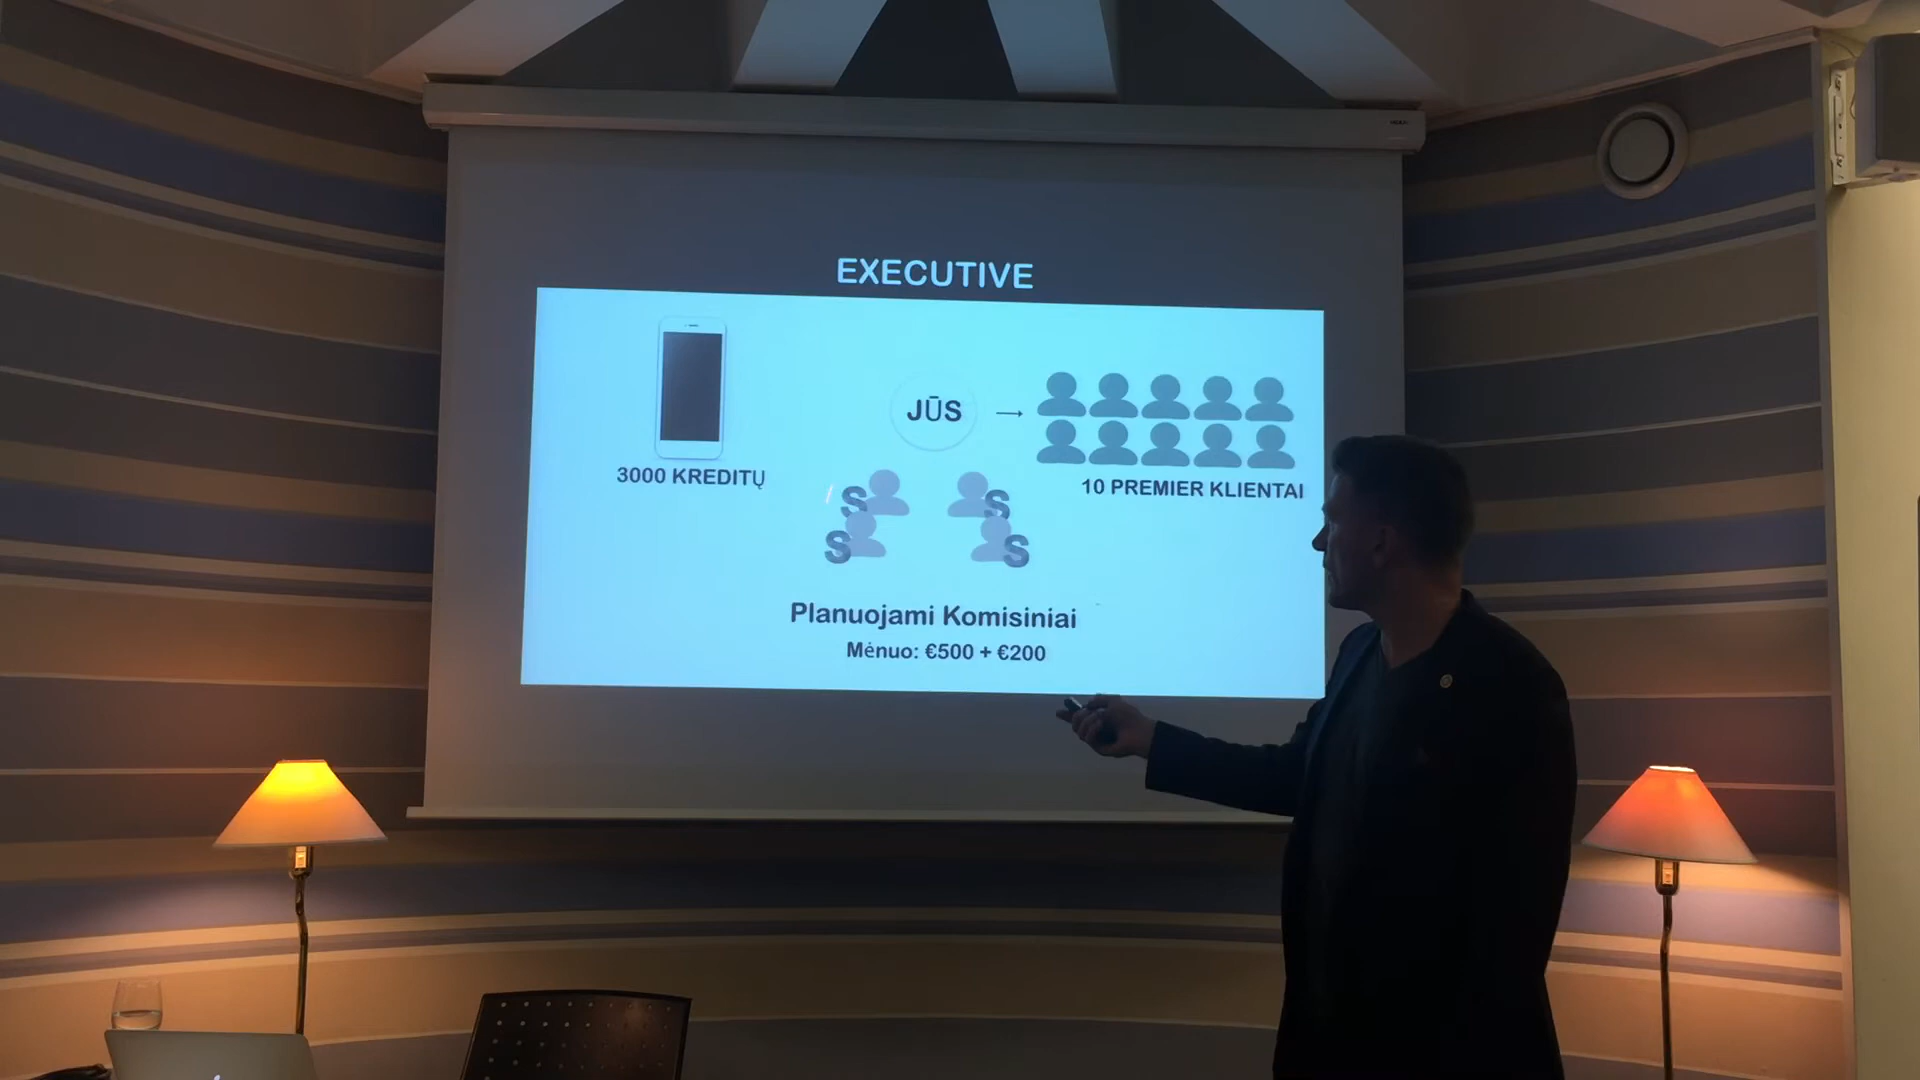 EXECUTIVE
JŪS
3000 KREDITŲ
10 PREMIER KLIENTAI
S S
S S
Planuojami Komisiniai
Mėnuo: €500 + €200